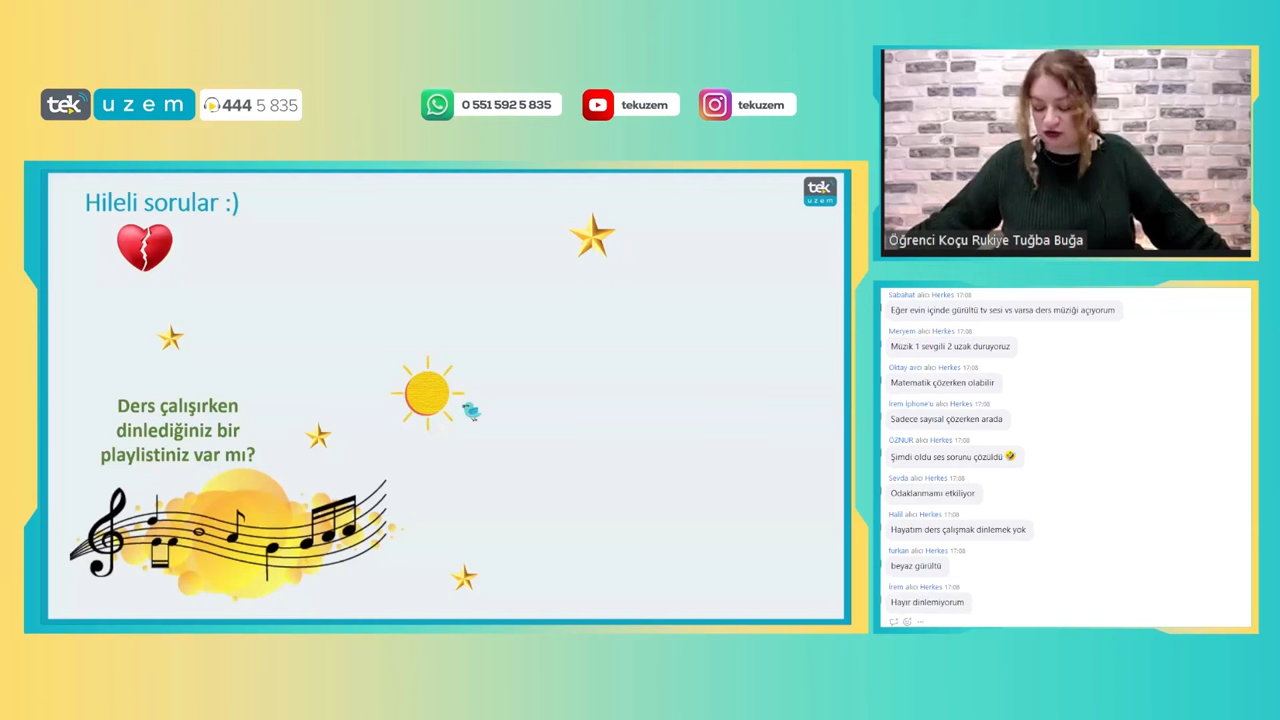 tek uzem 444 5 835
0 551 592 5 835
tekuzem
tekuzem
Hileli sorular :)
tek
uzem
Ders çalışırken
dinlediğiniz bir
playlistiniz var mı?
Öğrenci Koçu Rukiye Tuğba Buğa
Sabahat alıcı Herkes 17:08
Eğer evin içinde gürültü tv sesi vs varsa ders müziği açıyorum
Meryem alıcı Herkes 17:08
Müzik 1 sevgili 2 uzak duruyoruz
Oktay avcı alıcı Herkes 17:08
Matematik çözerken olabilir
İrem iphone'u alıcı Herkes 17:08
Sadece sayısal çözerken arada
ÖZNUR alıcı Herkes 17:08
Şimdi oldu ses sorunu çözüldü 🤣
Sevda alıcı Herkes 17:08
Odaklanmamı etkiliyor
Halil alıcı Herkes 17:08
Hayatım ders çalışmak dinlemek yok
furkan alıcı Herkes 17:08
beyaz gürültü
İrem alıcı Herkes 17:08
Hayır dinlemiyorum